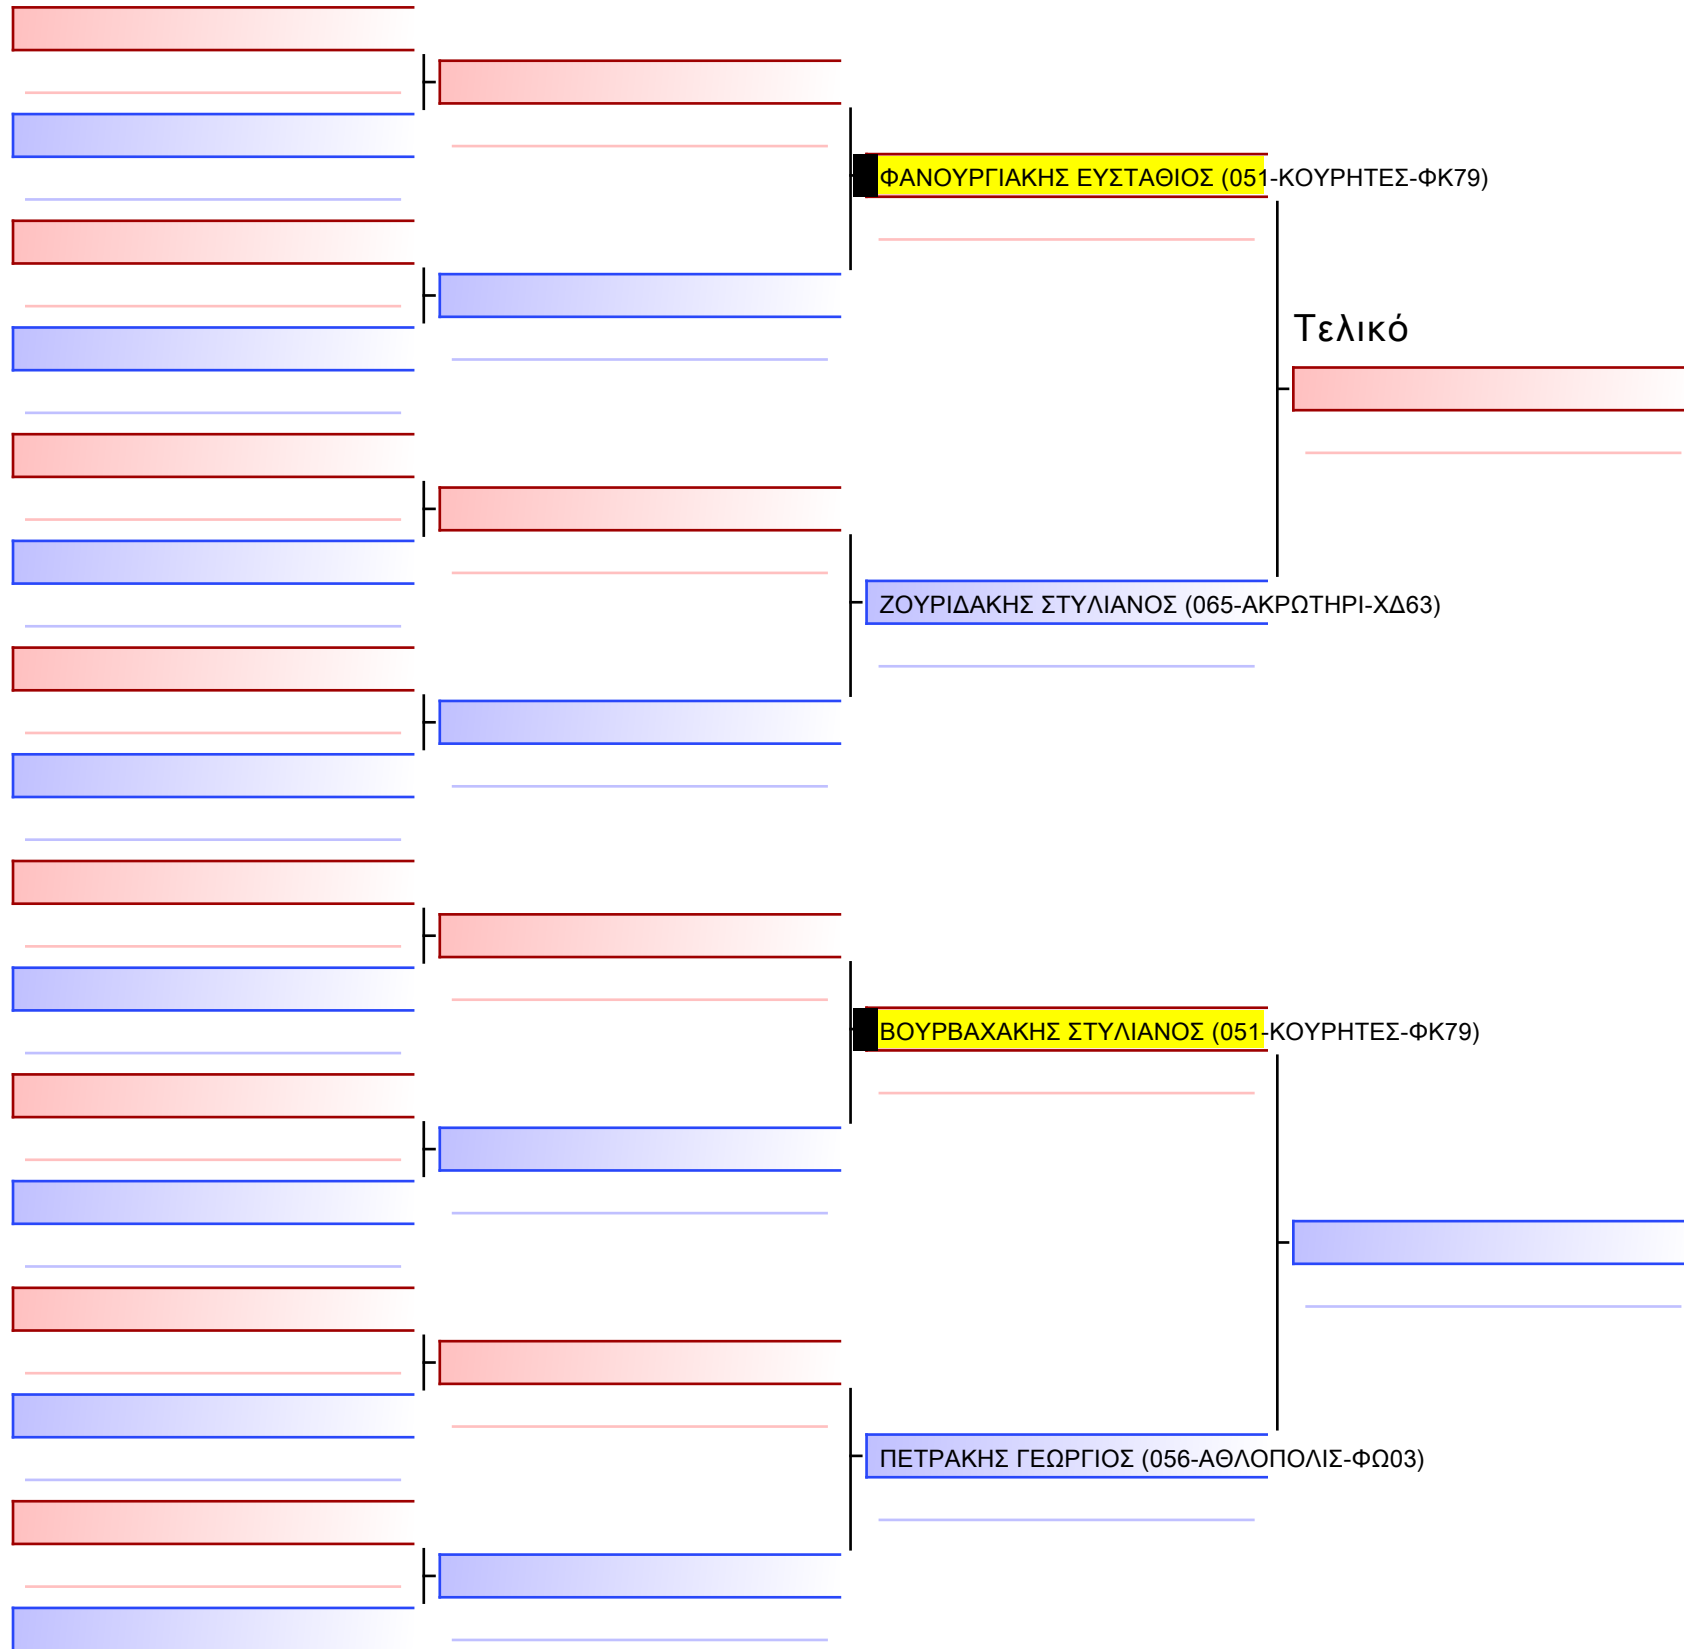 ΦΑΝΟΥΡΓΙΑΚΗΣ ΕΥΣΤΑΘΙΟΣ (051-ΚΟΥΡΗΤΕΣ-ΦΚ79)
Τελικό
ΖΟΥΡΙΔΑΚΗΣ ΣΤΥΛΙΑΝΟΣ (065-ΑΚΡΩΤΗΡΙ-ΧΔ63)
ΒΟΥΡΒΑΧΑΚΗΣ ΣΤΥΛΙΑΝΟΣ (051-ΚΟΥΡΗΤΕΣ-ΦΚ79)
ΠΕΤΡΑΚΗΣ ΓΕΩΡΓΙΟΣ (056-ΑΘΛΟΠΟΛΙΣ-ΦΩ03)